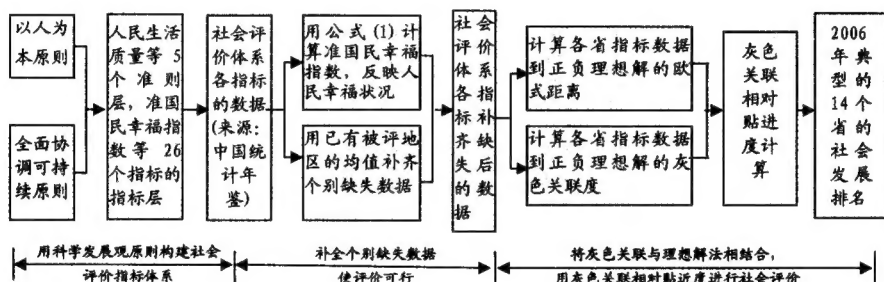 以人为
本原则
全面协
调可持
续原则
人民生活
质量等 5
个准则
层，准国
民幸福指
数等 26
个指标的
指标层
社会评
价体系
各指标
的数据
(来源：
中国统
计年
鉴)
用公式(1)计
算准国民幸福
指数，反映人
民幸福状况
用已有被评地
区的均值补齐
个别缺失数据
社会
评价
体系
各指
标补
齐缺
失后
的数
据
计算各省指标数据
到正负理想解的欧
式距离
计算各省指标数据
到正负理想解的灰
色关联度
灰色
关联
相对
贴进
度计
算
2006
年典
型的
14个
省的
社会
发展
排名
用科学发展观原则构建社会
评价指标体系
补全个别缺失数据
使评价可行
将灰色关联与理想解法相结合，
用灰色关联相对贴近度进行社会评价